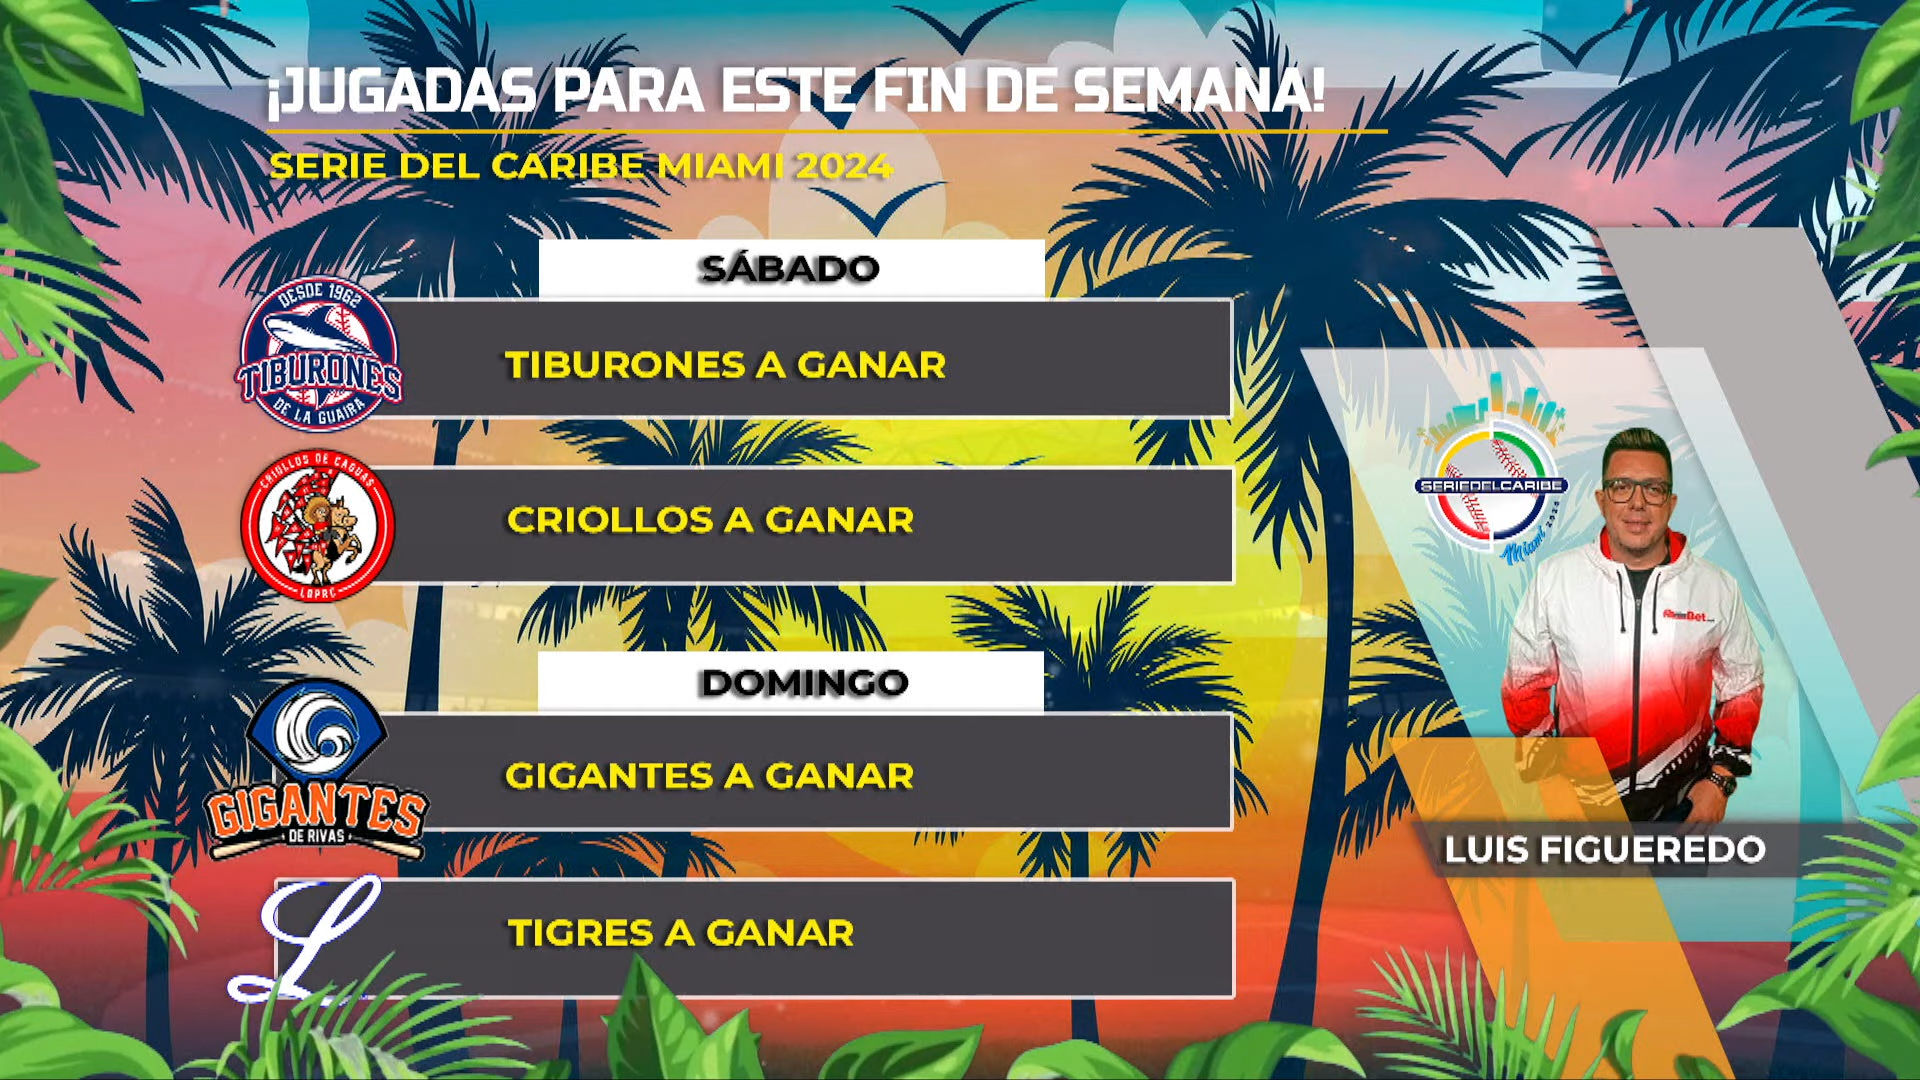 ¡JUGADAS PARA ESTE FIN DE SEMANA!
SERIE DEL CARIBE MIAMI 2024
SÁBADO
DESDE 1962
TIBURONES
DE LA GUAIRA
TIBURONES A GANAR
CRIOLLOS DE CAGUAS
LBPRC
CRIOLLOS A GANAR
SERIEDELCARIBE
Miami
DOMINGO
GIGANTES
DE RIVAS
GIGANTES A GANAR
L
TIGRES A GANAR
LUIS FIGUEREDO